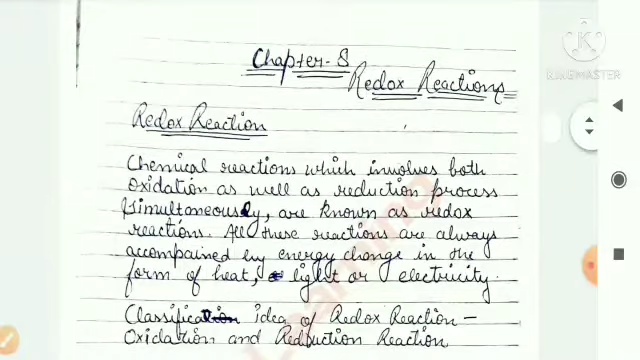 KINEMASTER
Chapter-8
Redox Reactions
Redox Reaction
Chemical reactions which involves both
oxidation as well as reduction process
simultaneously, are known as redox
reactions. All these reactions are always
accompained by energy change in the
form of heat, light or electricity.
Classification idea of Redox Reaction -
Oxidation and Reduction Reaction